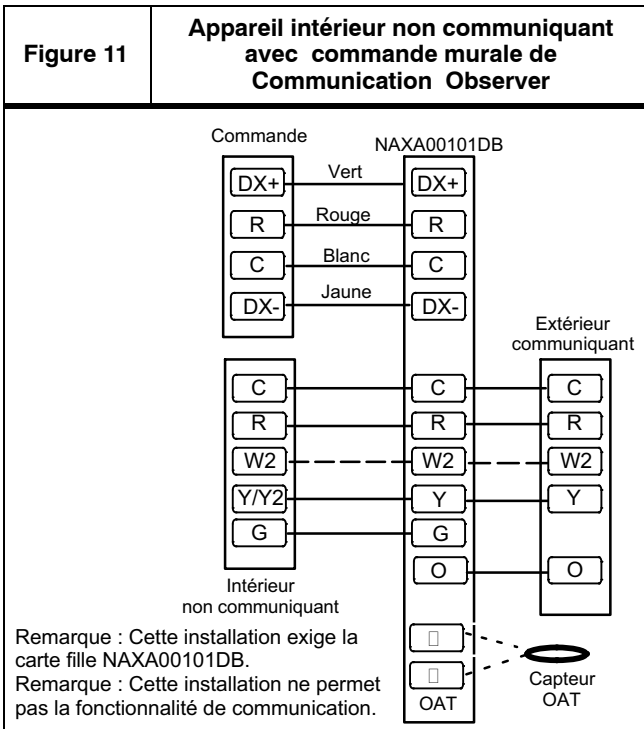 Figure 11
Appareil intérieur non communiquant
avec commande murale de
Communication Observer
Commande
NAXA00101DB
DX+ Vert DX+
R Rouge R
C Blanc C
DX- Jaune DX-
Extérieur
communiquant
C C C
R R R
W2 W2 W2
Y/Y2 Y Y
G G
O O
Intérieur
non communiquant
Remarque : Cette installation exige la
carte fille NAXA00101DB.
Remarque : Cette installation ne permet
pas la fonctionnalité de communication.
OAT
Capteur
OAT